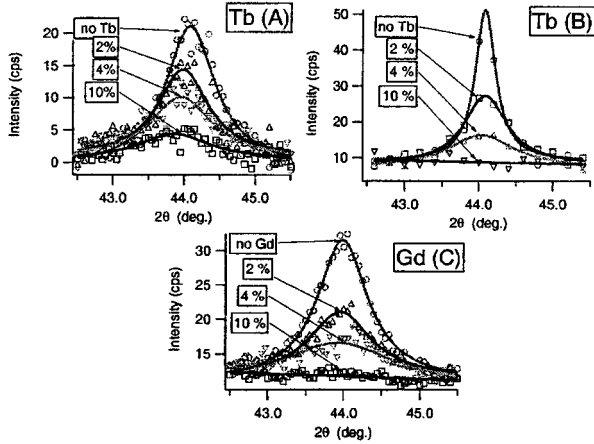 Tb (A)
no Tb
2%
4%
10%
20
15
10
5
0
Intensity (cps)
43.0 44.0 45.0
2θ (deg.)
Tb (B)
no Tb
2 %
4 %
10 %
50
40
30
20
10
Intensity (cps)
43.0 44.0 45.0
2θ (deg.)
Gd (C)
no Gd
2 %
4 %
10 %
30
25
20
15
Intensity (cps)
43.0 44.0 45.0
2θ (deg.)